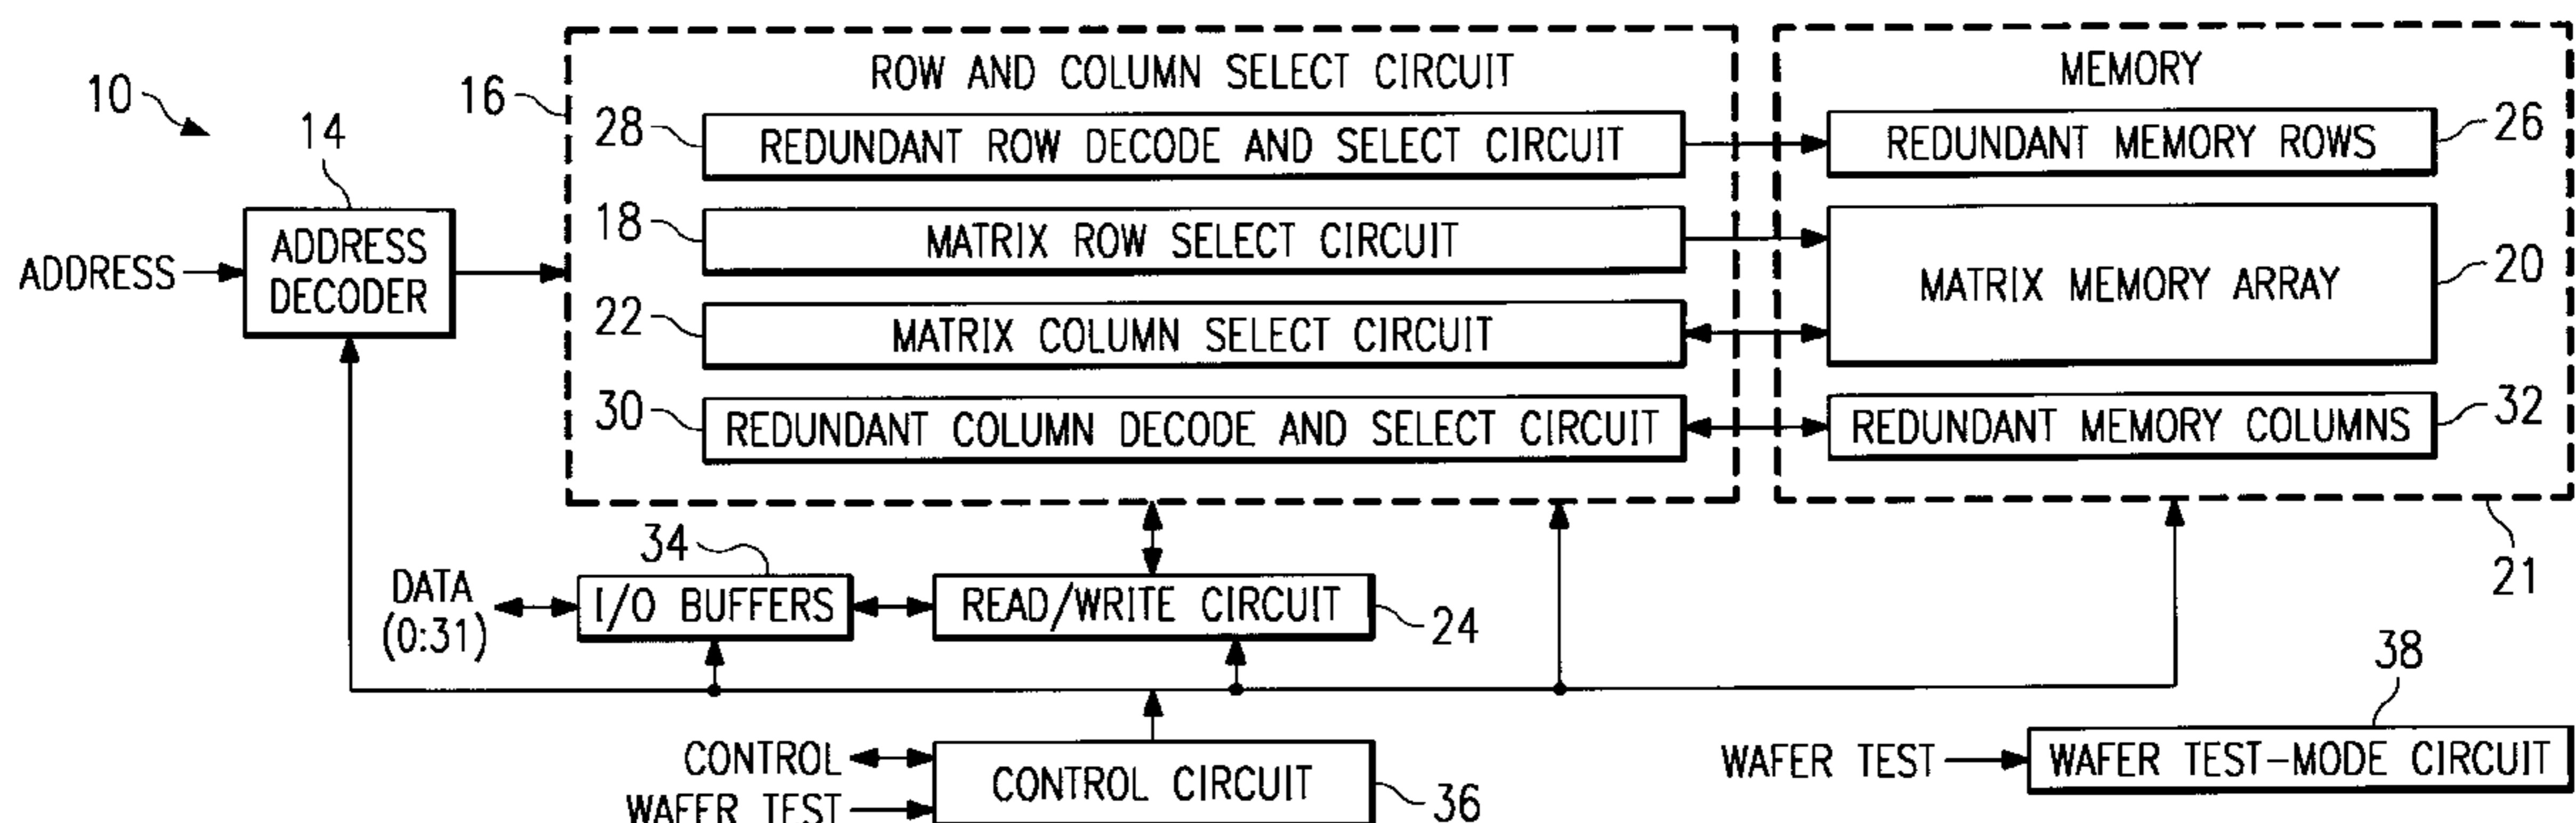 10
14
ADDRESS
ADDRESS
DECODER
16
ROW AND COLUMN SELECT CIRCUIT
28
REDUNDANT ROW DECODE AND SELECT CIRCUIT
18
MATRIX ROW SELECT CIRCUIT
22
MATRIX COLUMN SELECT CIRCUIT
30
REDUNDANT COLUMN DECODE AND SELECT CIRCUIT
MEMORY
REDUNDANT MEMORY ROWS
26
MATRIX MEMORY ARRAY
20
REDUNDANT MEMORY COLUMNS
32
21
34
DATA
(0:31)
I/O BUFFERS
READ/WRITE CIRCUIT
24
CONTROL
WAFER TEST
CONTROL CIRCUIT
36
38
WAFER TEST
WAFER TEST-MODE CIRCUIT